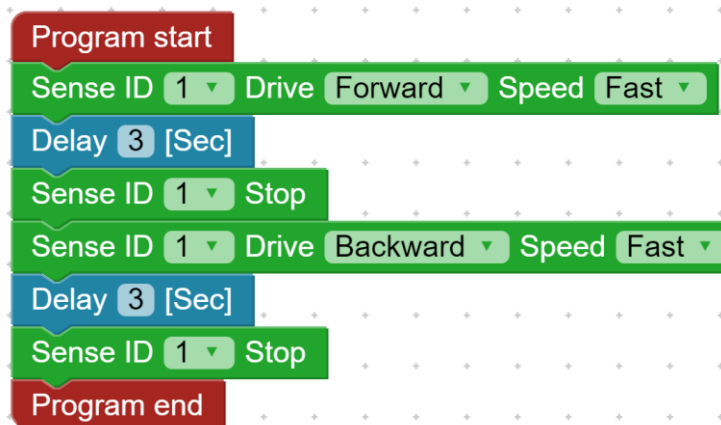 Program start
Sense ID 1 Drive Forward Speed Fast
Delay 3 [Sec]
Sense ID 1 Stop
Sense ID 1 Drive Backward Speed Fast
Delay 3 [Sec]
Sense ID 1 Stop
Program end